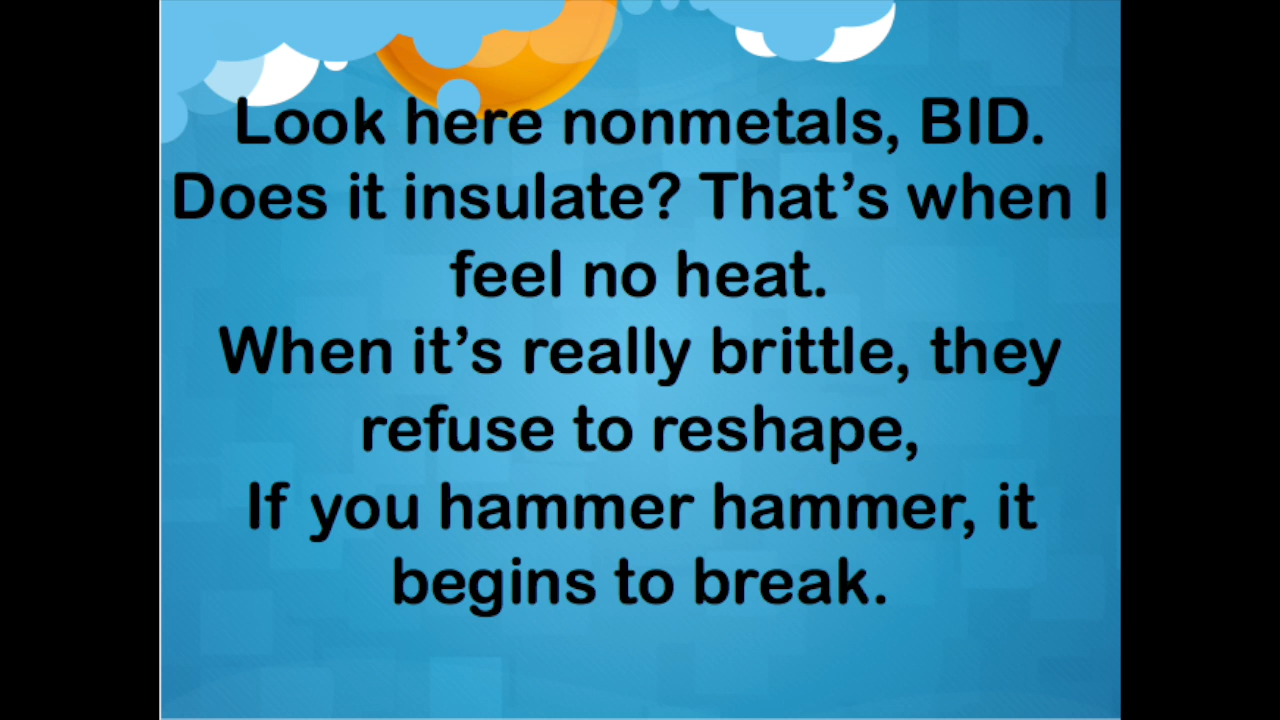 Look here nonmetals, BID.
Does it insulate? That’s when I
feel no heat.
When it’s really brittle, they
refuse to reshape,
If you hammer hammer, it
begins to break.